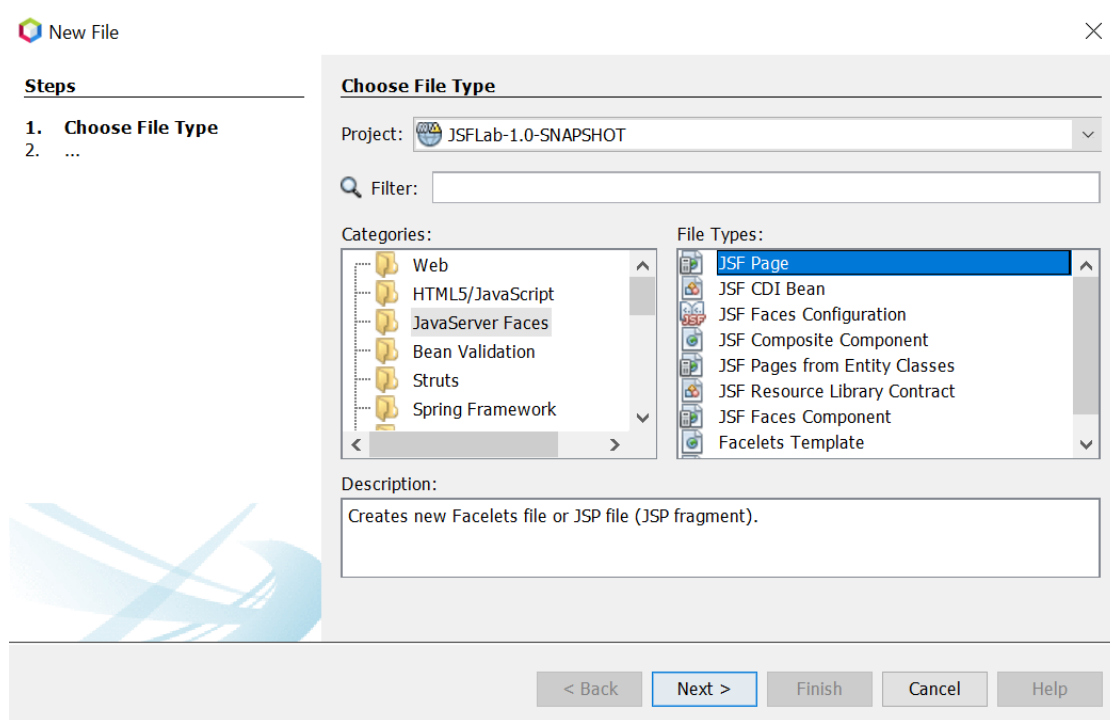 New File
Steps
1. Choose File Type
2. ...
Choose File Type
Project: JSFLab-1.0-SNAPSHOT
Filter:
Categories:
Web
HTML5/JavaScript
JavaServer Faces
Bean Validation
Struts
Spring Framework
File Types:
JSF Page
JSF CDI Bean
JSF Faces Configuration
JSF Composite Component
JSF Pages from Entity Classes
JSF Resource Library Contract
JSF Faces Component
Facelets Template
Description:
Creates new Facelets file or JSP file (JSP fragment).
< Back
Next >
Finish
Cancel
Help